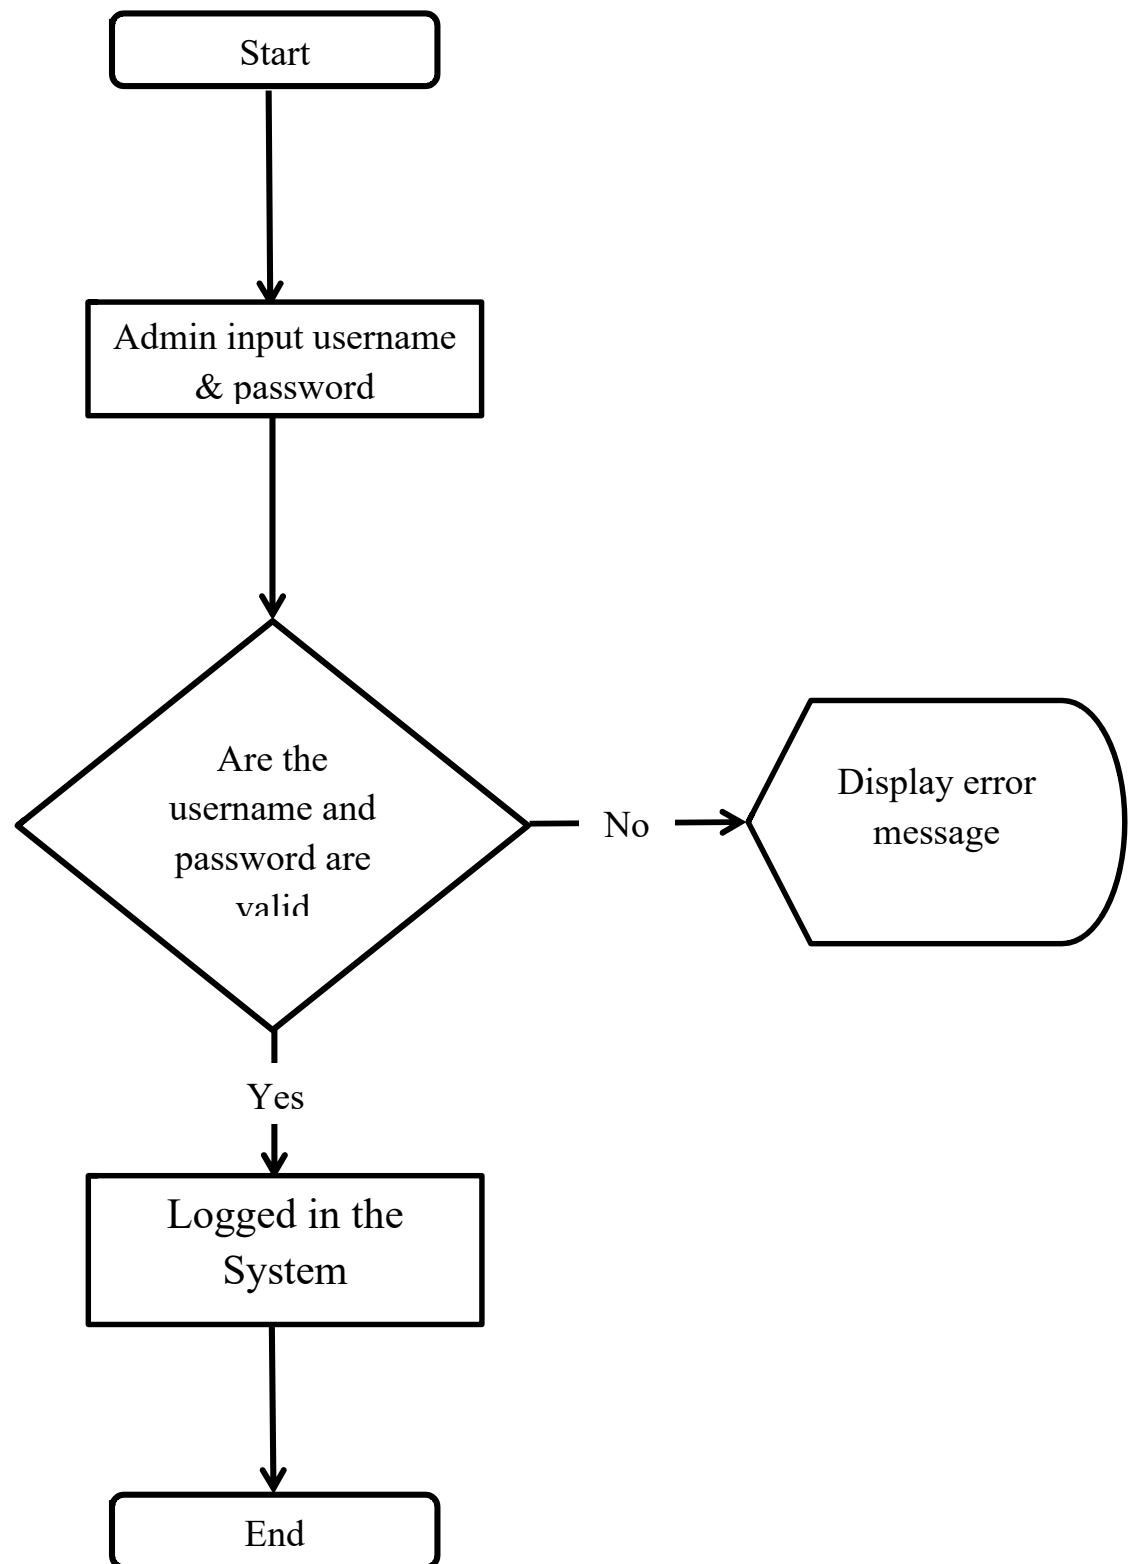 Start
Admin input username
& password
Are the
username and
password are
valid
No
Display error
message
Yes
Logged in the
System
End